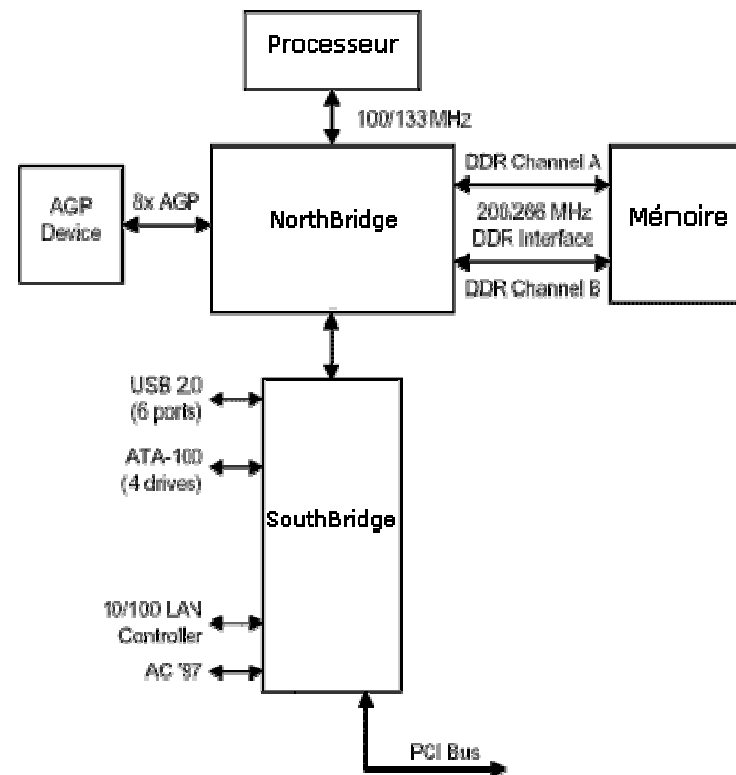 Processeur
100/133 MHz
DDR Channel A
AGP
Device
8x AGP
NorthBridge
200/266 MHz
DDR Interface
Mémoire
DDR Channel B
USB 2.0
(6 ports)
ATA-100
(4 drives)
SouthBridge
10/100 LAN
Controller
AC '97
PCI Bus